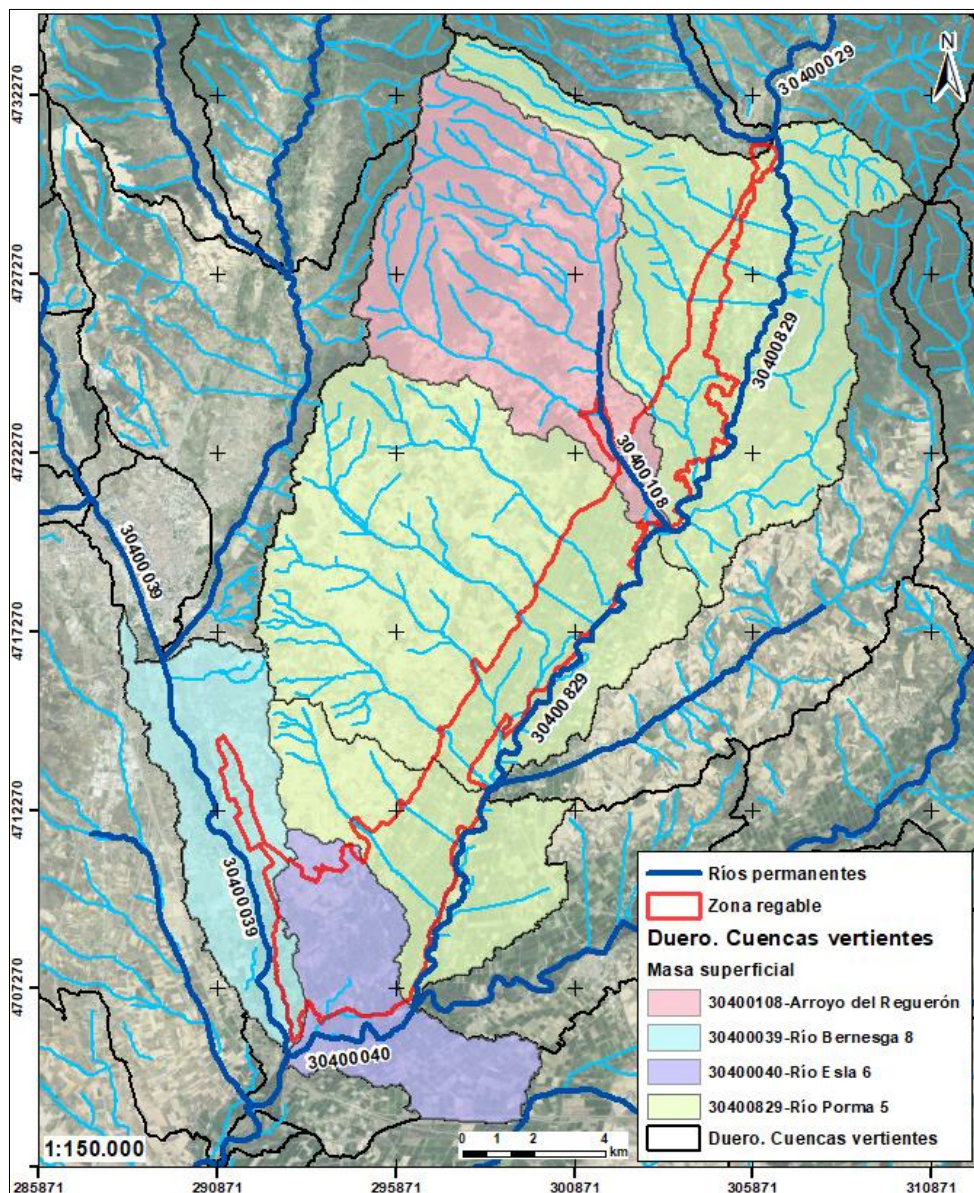 N
4732270
4727270
4722270
4717270
4712270
4707270
30400029
30400829
30400108
30400039
30400829
30400039
30400040
Ríos permanentes
Zona regable
Duero. Cuencas vertientes
Masa superficial
30400108-Arroyo del Reguerón
30400039-Río Bernesga 8
30400040-Río Esla 6
30400829-Río Porma 5
Duero. Cuencas vertientes
1:150.000
0 1 2 4
km
285871 290871 295871 300871 305871 310871